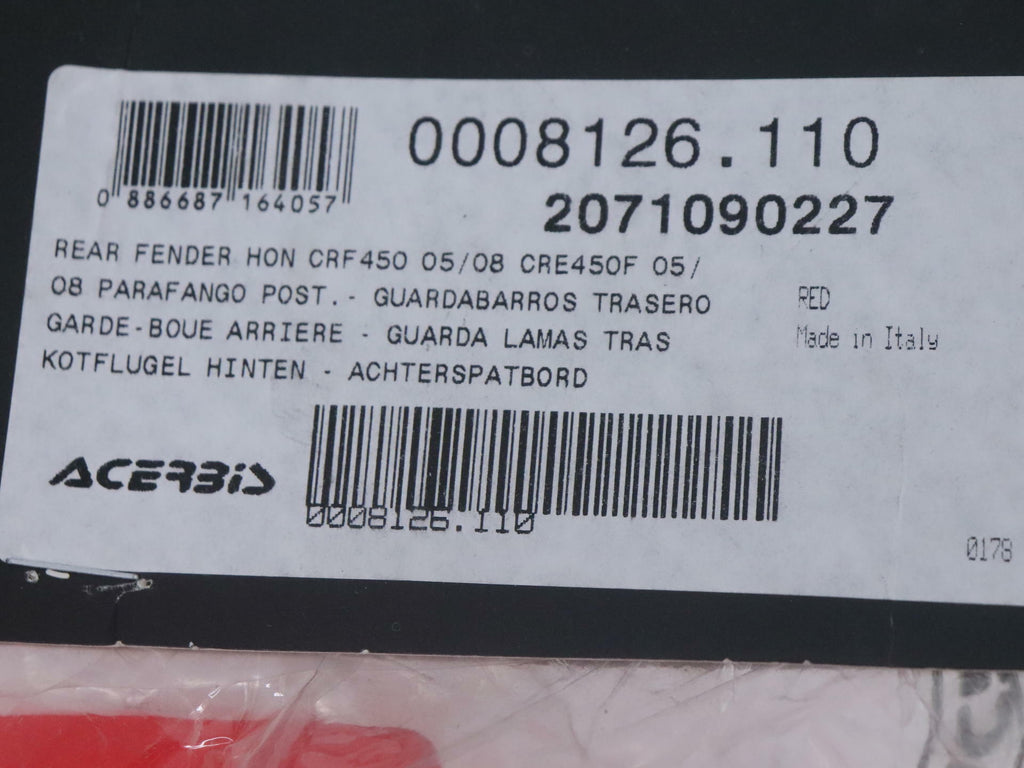 0008126.110
0 886687 164057
2071090227
REAR FENDER HON CRF450 05/08 CRE450F 05/
08 PARAFANGO POST.- GUARDABARROS TRASERO
GARDE-BOUE ARRIERE - GUARDA LAMAS TRAS
KOTFLUGEL HINTEN - ACHTERSPATBORD
RED
Made in Italy
ACERBIS
0008126.110
0178